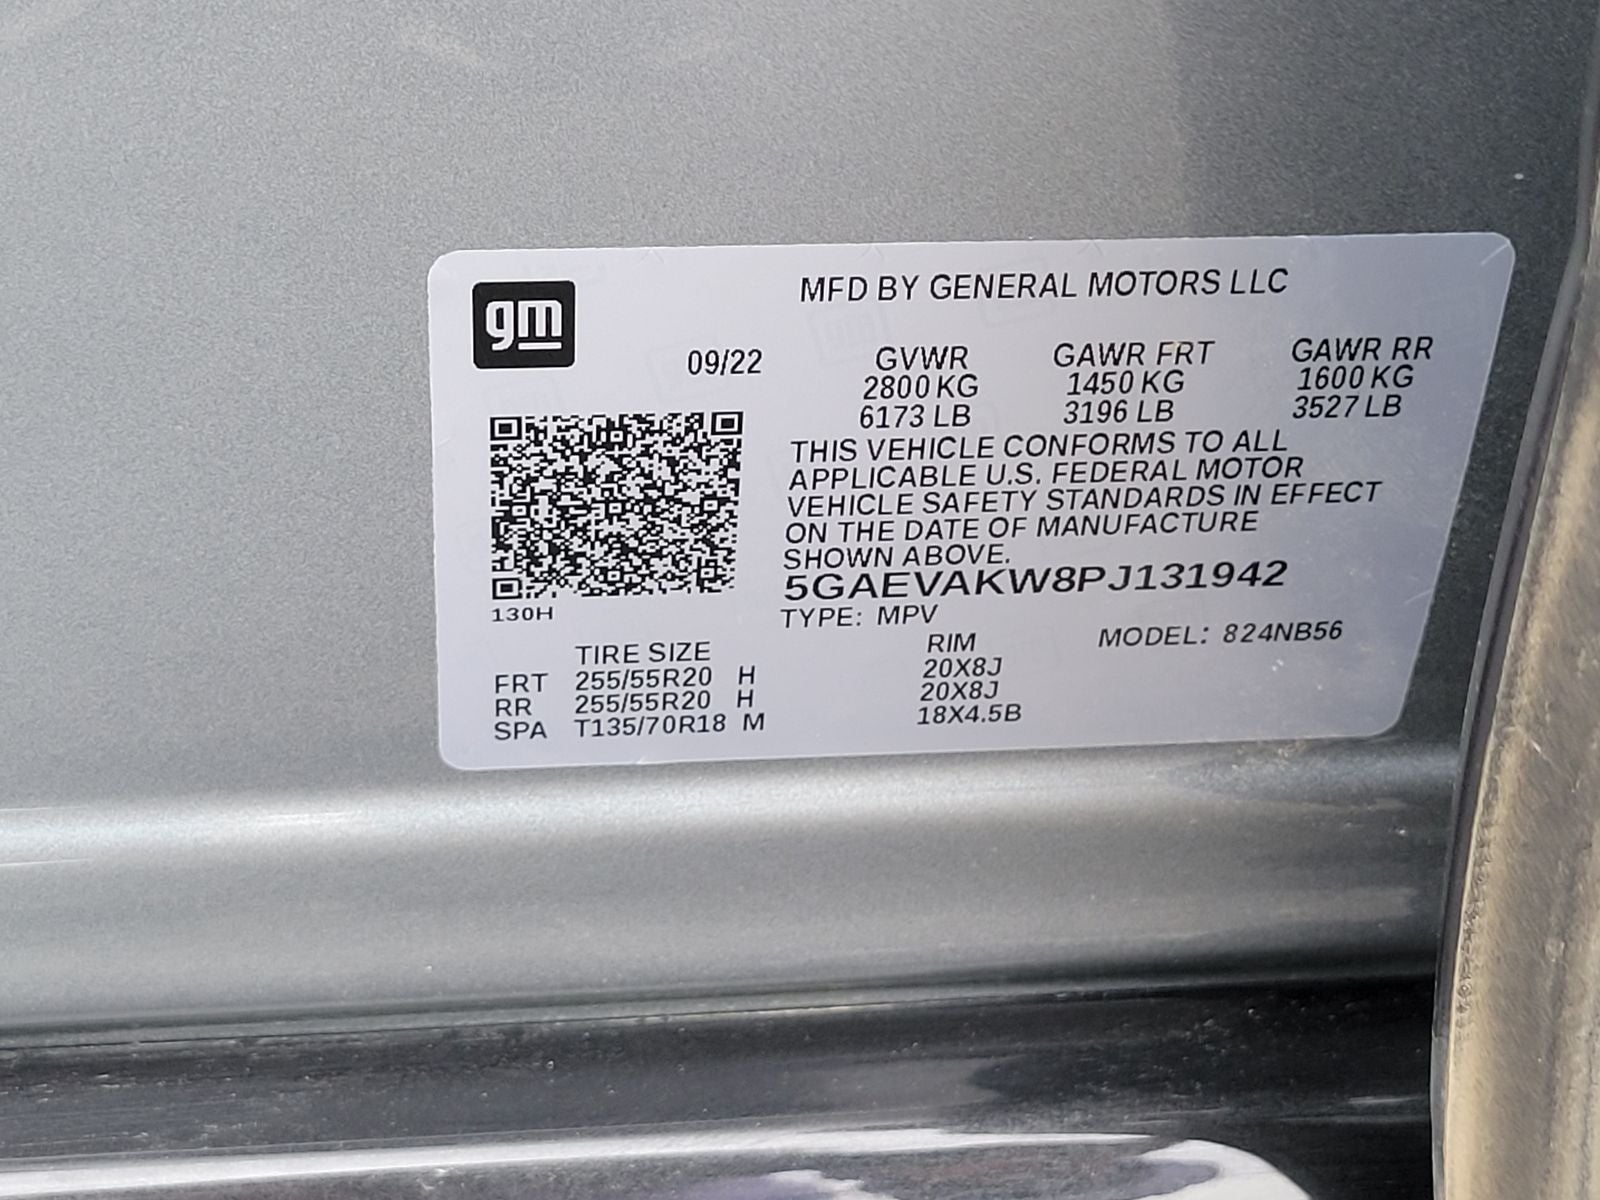 gm
MFD BY GENERAL MOTORS LLC
09/22 GVWR GAWR FRT GAWR RR
2800 KG 1450 KG 1600 KG
6173 LB 3196 LB 3527 LB
THIS VEHICLE CONFORMS TO ALL
APPLICABLE U.S. FEDERAL MOTOR
VEHICLE SAFETY STANDARDS IN EFFECT
ON THE DATE OF MANUFACTURE
SHOWN ABOVE.
5GAEVAKW8PJ131942
130H
TYPE: MPV
MODEL: 824NB56
TIRE SIZE RIM
FRT 255/55R20 H 20X8J
RR 255/55R20 H 20X8J
SPA T135/70R18 M 18X4.5B